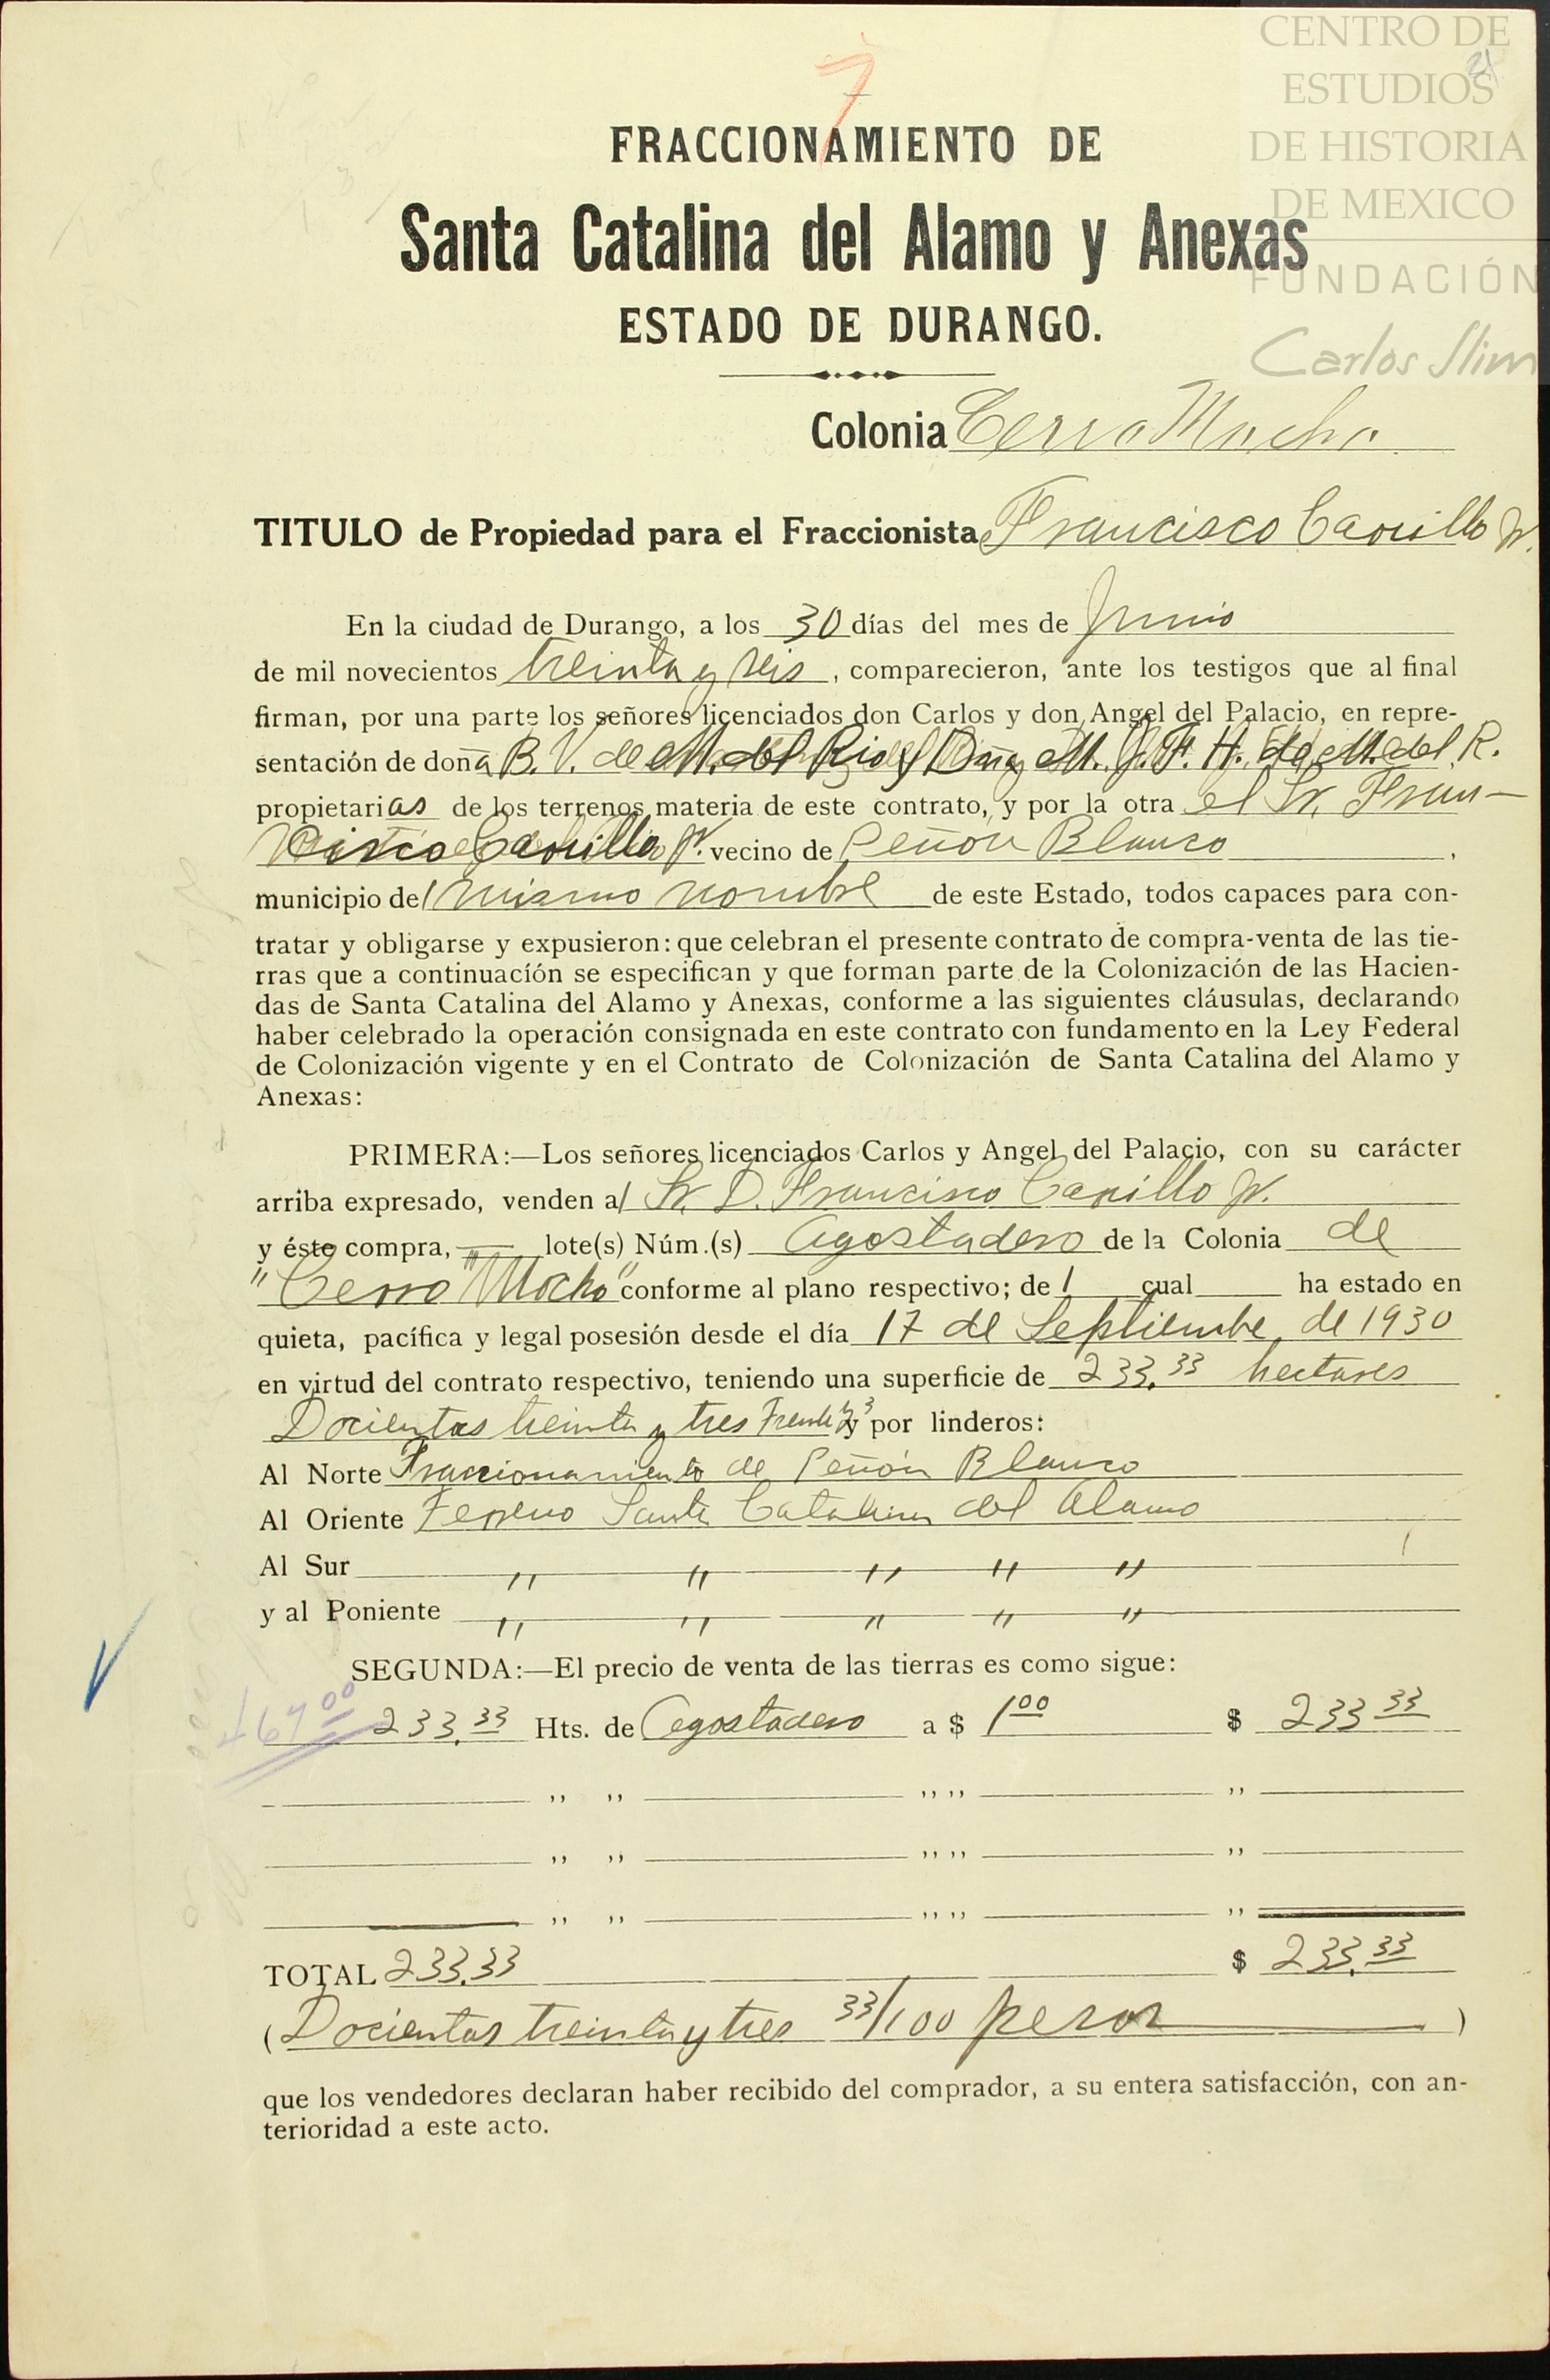 7
21
CENTRO DE
ESTUDIOS
DE HISTORIA
DE MEXICO
FUNDACIÓN
Carlos Slim
FRACCIONAMIENTO DE
Santa Catalina del Alamo y Anexas
ESTADO DE DURANGO.
Colonia Cerro Mocho
TITULO de Propiedad para el Fraccionista Francisco Carrillo Jr.
En la ciudad de Durango, a los 30 días del mes de Junio
de mil novecientos treinta y seis, comparecieron, ante los testigos que al final
firman, por una parte los señores licenciados don Carlos y don Angel del Palacio, en repre-
sentación de doña B. V. de M. del Rio y Dña M. J. F. H. de M. del R.
propietarias de los terrenos materia de este contrato, y por la otra el Sr. Fran-
cisco Carrillo Jr. vecino de Peñón Blanco,
municipio del mismo nombre de este Estado, todos capaces para con-
tratar y obligarse y expusieron: que celebran el presente contrato de compra-venta de las tie-
rras que a continuación se especifican y que forman parte de la Colonización de las Hacien-
das de Santa Catalina del Alamo y Anexas, conforme a las siguientes cláusulas, declarando
haber celebrado la operación consignada en este contrato con fundamento en la Ley Federal
de Colonización vigente y en el Contrato de Colonización de Santa Catalina del Alamo y
Anexas:
PRIMERA:—Los señores licenciados Carlos y Angel del Palacio, con su carácter
arriba expresado, venden al Sr. D. Francisco Carrillo Jr.
y éste compra, — lote(s) Núm.(s) Agostadero de la Colonia de
"Cerro Mocho" conforme al plano respectivo; del cual ha estado en
quieta, pacífica y legal posesión desde el día 17 de Septiembre de 1930
en virtud del contrato respectivo, teniendo una superficie de 233.33 hectares
Docientas treinta y tres Treinti y 3 y por linderos:
Al Norte Fraccionamiento de Peñón Blanco
Al Oriente Terreno Santa Catalina del Alamo
Al Sur " " " " "
y al Poniente " " " " "
SEGUNDA:—El precio de venta de las tierras es como sigue:
467 00
233.33 Hts. de Agostadero a $ 1 00 $ 233 33
" " " " "
" " " " "
" " " " "
TOTAL 233.33 $ 233.33
(Docientas treinta y tres 33/100 pesos)
que los vendedores declaran haber recibido del comprador, a su entera satisfacción, con an-
terioridad a este acto.